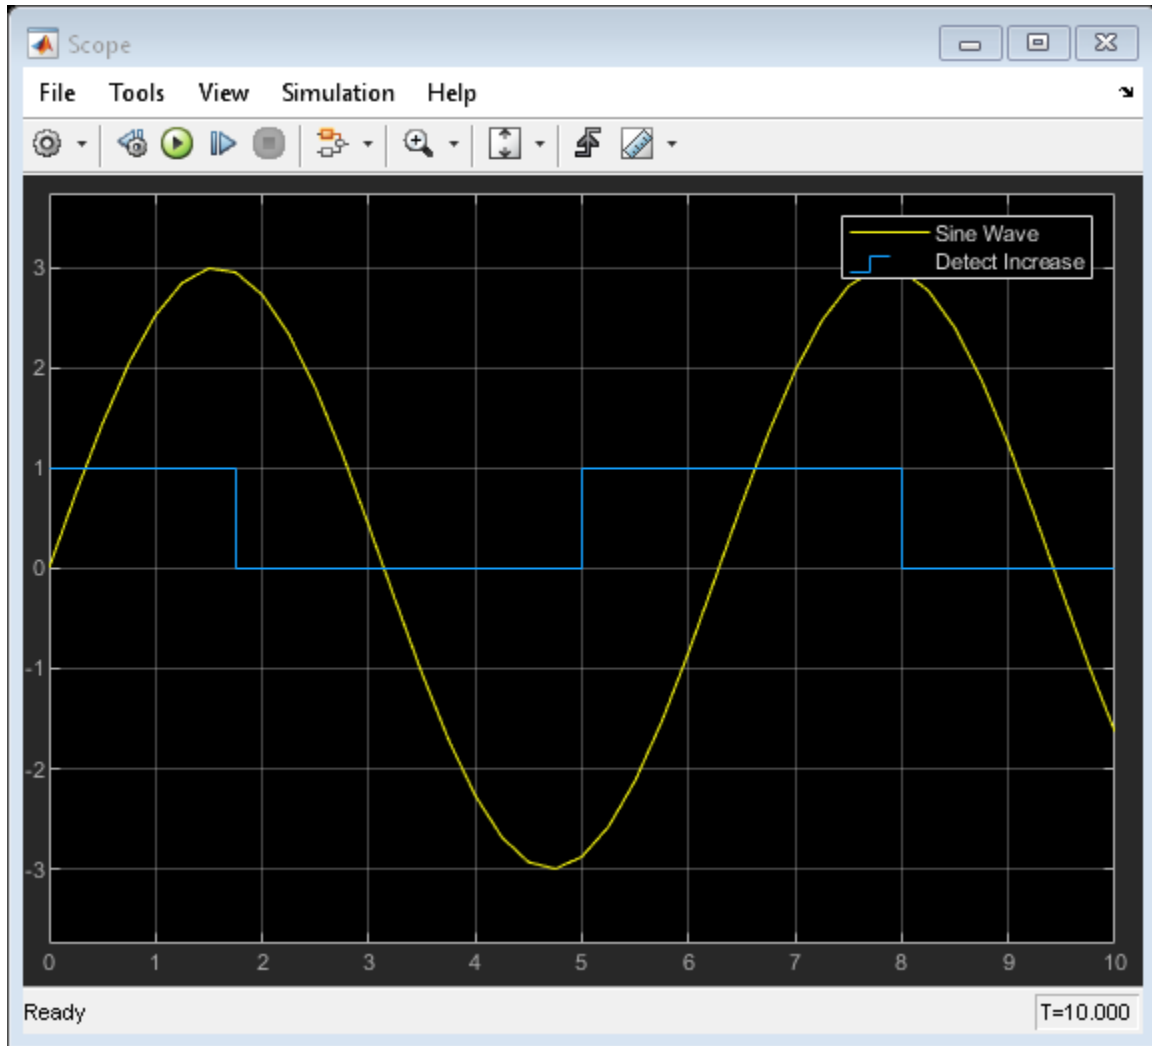 Scope
File Tools View Simulation Help
Sine Wave
Detect Increase
3
2
1
0
-1
-2
-3
0 1 2 3 4 5 6 7 8 9 10
Ready T=10.000